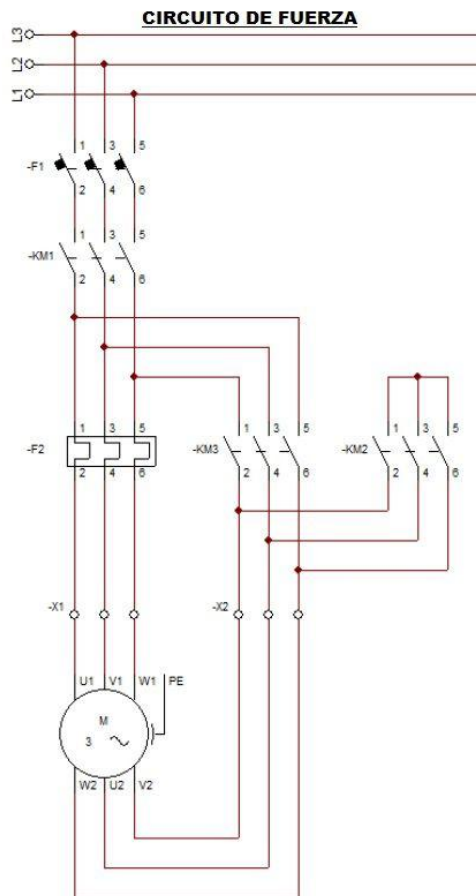 CIRCUITO DE FUERZA
L3
L2
L1
1 3 5
-F1
2 4 6
1 3 5
-KM1
2 4 6
1 3 5
-F2
2 4 6
1 3 5
-KM3
2 4 6
1 3 5
-KM2
2 4 6
-X1
-X2
U1 V1 W1 PE
M
3
W2 U2 V2